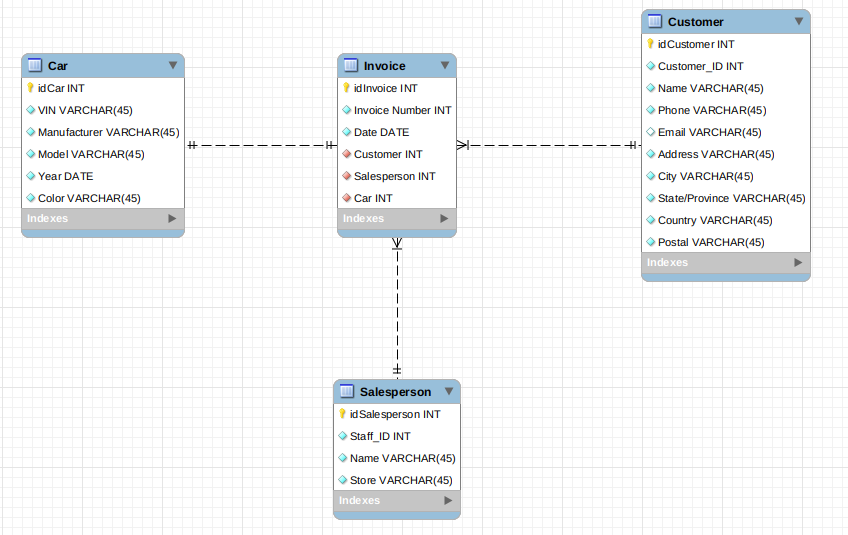 Car
idCar INT
VIN VARCHAR(45)
Manufacturer VARCHAR(45)
Model VARCHAR(45)
Year DATE
Color VARCHAR(45)
Indexes
Invoice
idInvoice INT
Invoice Number INT
Date DATE
Customer INT
Salesperson INT
Car INT
Indexes
Customer
idCustomer INT
Customer_ID INT
Name VARCHAR(45)
Phone VARCHAR(45)
Email VARCHAR(45)
Address VARCHAR(45)
City VARCHAR(45)
State/Province VARCHAR(45)
Country VARCHAR(45)
Postal VARCHAR(45)
Indexes
Salesperson
idSalesperson INT
Staff_ID INT
Name VARCHAR(45)
Store VARCHAR(45)
Indexes